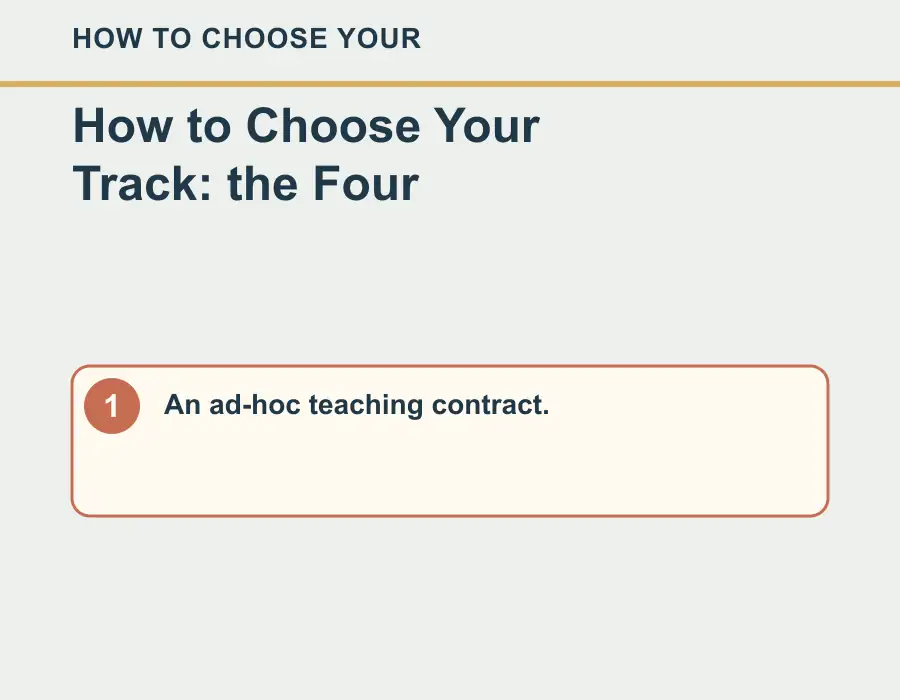 HOW TO CHOOSE YOUR
How to Choose Your
Track: the Four
1
An ad-hoc teaching contract.